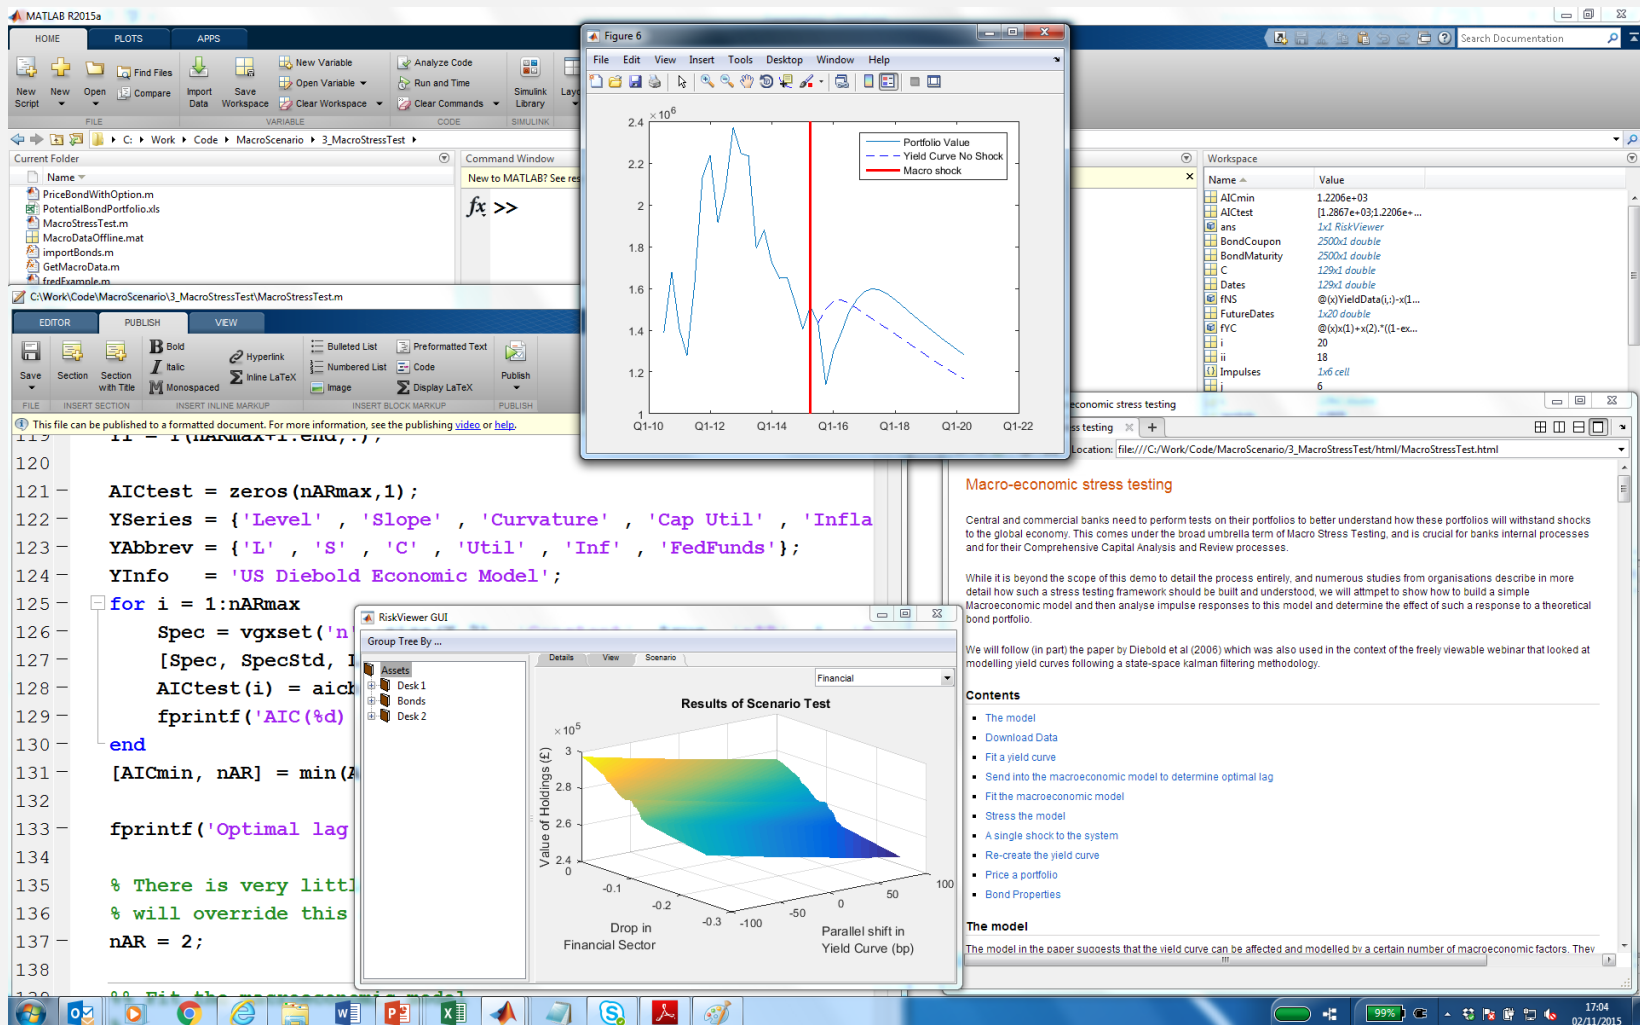 MATLAB R2015a
HOME PLOTS APPS
Search Documentation
New Script
New
Open
Find Files
Compare
Import Data
Save Workspace
New Variable
Open Variable
Clear Workspace
Analyze Code
Run and Time
Clear Commands
Simulink Library
FILE VARIABLE CODE SIMULINK
C: Work Code MacroScenario 3_MacroStressTest
Current Folder
Name
PriceBondWithOption.m
PotentialBondPortfolio.xls
MacroStressTest.m
MacroDataOffline.mat
importBonds.m
GetMacroData.m
fredExample.m
Command Window
New to MATLAB? See res
fx >>
Figure 6
File Edit View Insert Tools Desktop Window Help
×10^6
2.4
2.2
2
1.8
1.6
1.4
1.2
1
Q1-10 Q1-12 Q1-14 Q1-16 Q1-18 Q1-20 Q1-22
Portfolio Value
Yield Curve No Shock
Macro shock
Workspace
Name Value
AICmin 1.2206e+03
AICtest [1.2867e+03;1.2206e+...
ans 1x1 RiskViewer
BondCoupon 2500x1 double
BondMaturity 2500x1 double
C 129x1 double
Dates 129x1 double
fNS @(x)YieldData(i,:)-x(1...
FutureDates 1x20 double
fYC @(x)x(1)+x(2).*((1-ex...
i 20
ii 18
Impulses 1x6 cell
j 6
C:\Work\Code\MacroScenario\3_MacroStressTest\MacroStressTest.m
EDITOR PUBLISH VIEW
Save
Section
Section with Title
Bold
Italic
Monospaced
Hyperlink
Inline LaTeX
Bulleted List
Numbered List
Image
Preformatted Text
Code
Display LaTeX
Publish
FILE INSERT SECTION INSERT INLINE MARKUP INSERT BLOCK MARKUP PUBLISH
This file can be published to a formatted document. For more information, see the publishing video or help.
120
121 AICtest = zeros(nARmax,1);
122 YSeries = {'Level' , 'Slope' , 'Curvature' , 'Cap Util' , 'Infla
123 YAbbrev = {'L' , 'S' , 'C' , 'Util' , 'Inf' , 'FedFunds'};
124 YInfo = 'US Diebold Economic Model';
125 for i = 1:nARmax
126 Spec = vgxset('n
127 [Spec, SpecStd,
128 AICtest(i) = aic
129 fprintf('AIC(%d)
130 end
131 [AICmin, nAR] = min(
132
133 fprintf('Optimal lag
134
135 % There is very littl
136 % will override this
137 nAR = 2;
138
RiskViewer GUI
Group Tree By ...
Assets
Desk 1
Bonds
Desk 2
Details View Scenario
Financial
Results of Scenario Test
×10^5
Value of Holdings (£)
3
2.8
2.6
2.4
0
-0.1
-0.2
-0.3
Drop in
Financial Sector
-100 -50 0 50 100
Parallel shift in
Yield Curve (bp)
economic stress testing
ss testing
Location: file:///C:/Work/Code/MacroScenario/3_MacroStressTest/html/MacroStressTest.html
Macro-economic stress testing
Central and commercial banks need to perform tests on their portfolios to better understand how these portfolios will withstand shocks
to the global economy. This comes under the broad umbrella term of Macro Stress Testing, and is crucial for banks internal processes
and for their Comprehensive Capital Analysis and Review processes.
While it is beyond the scope of this demo to detail the process entirely, and numerous studies from organisations describe in more
detail how such a stress testing framework should be built and understood, we will attmpet to show how to build a simple
Macroeconomic model and then analyse impulse responses to this model and determine the effect of such a response to a theoretical
bond portfolio.
We will follow (in part) the paper by Diebold et al (2006) which was also used in the context of the freely viewable webinar that looked at
modelling yield curves following a state-space kalman filtering methodology.
Contents
The model
Download Data
Fit a yield curve
Send into the macroeconomic model to determine optimal lag
Fit the macroeconomic model
Stress the model
A single shock to the system
Re-create the yield curve
Price a portfolio
Bond Properties
The model
The model in the paper suggests that the yield curve can be affected and modelled by a certain number of macroeconomic factors. They
99%
17:04
02/11/2015